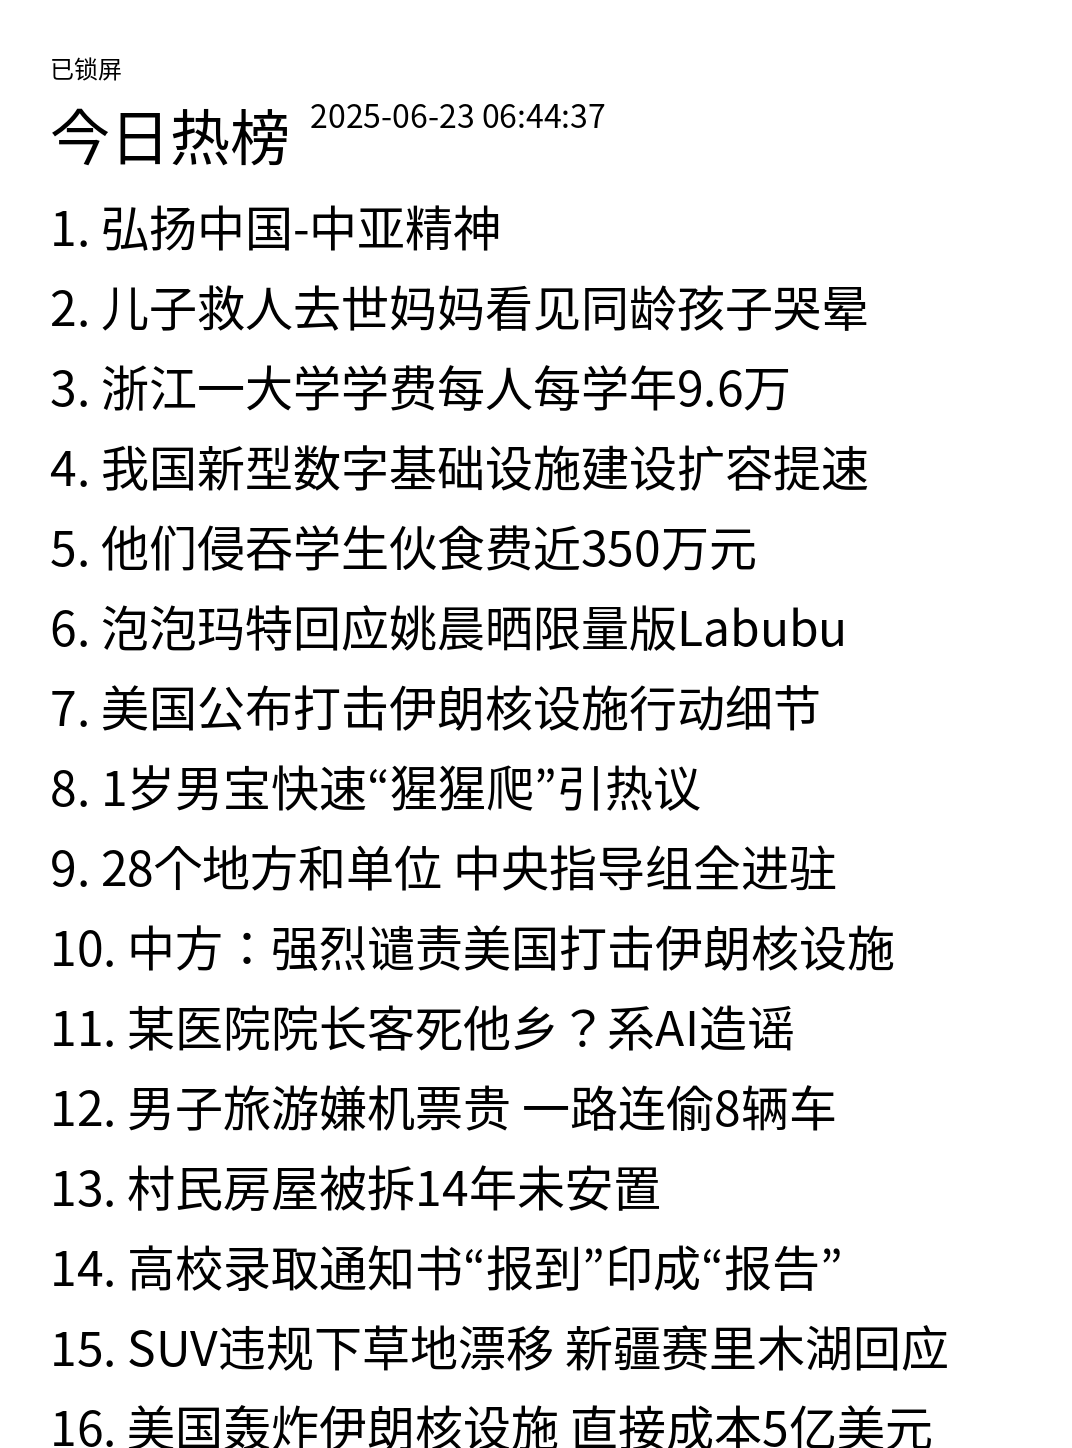 已锁屏
今日热榜 2025-06-23 06:44:37
1. 弘扬中国-中亚精神
2. 儿子救人去世妈妈看见同龄孩子哭晕
3. 浙江一大学学费每人每学年9.6万
4. 我国新型数字基础设施建设扩容提速
5. 他们侵吞学生伙食费近350万元
6. 泡泡玛特回应姚晨晒限量版Labubu
7. 美国公布打击伊朗核设施行动细节
8. 1岁男宝快速“猩猩爬”引热议
9. 28个地方和单位 中央指导组全进驻
10. 中方：强烈谴责美国打击伊朗核设施
11. 某医院院长客死他乡？系AI造谣
12. 男子旅游嫌机票贵 一路连偷8辆车
13. 村民房屋被拆14年未安置
14. 高校录取通知书“报到”印成“报告”
15. SUV违规下草地漂移 新疆赛里木湖回应
16. 美国轰炸伊朗核设施 直接成本5亿美元